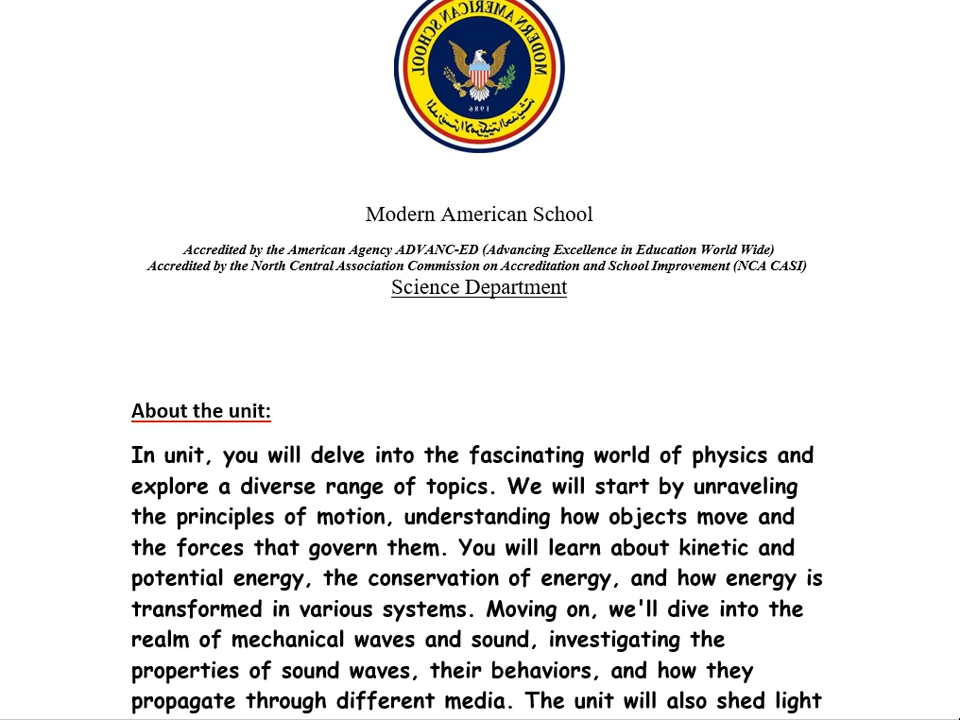 MODERN AMERICAN SCHOOL
1986
Modern American School
Accredited by the American Agency ADVANC-ED (Advancing Excellence in Education World Wide)
Accredited by the North Central Association Commission on Accreditation and School Improvement (NCA CASI)
Science Department
About the unit:
In unit, you will delve into the fascinating world of physics and
explore a diverse range of topics. We will start by unraveling
the principles of motion, understanding how objects move and
the forces that govern them. You will learn about kinetic and
potential energy, the conservation of energy, and how energy is
transformed in various systems. Moving on, we'll dive into the
realm of mechanical waves and sound, investigating the
properties of sound waves, their behaviors, and how they
propagate through different media. The unit will also shed light